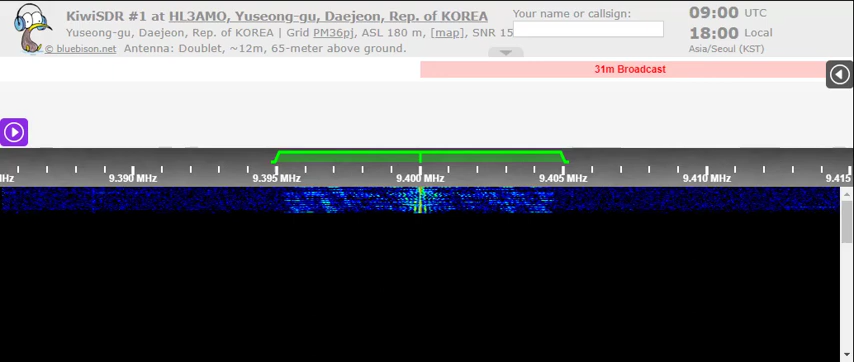 KiwiSDR #1 at HL3AMO, Yuseong-gu, Daejeon, Rep. of KOREA
Yuseong-gu, Daejeon, Rep. of KOREA | Grid PM36pj, ASL 180 m, [map], SNR 15
© bluebison.net Antenna: Doublet, ~12m, 65-meter above ground.
Your name or callsign:
09:00 UTC
18:00 Local
Asia/Seoul (KST)
31m Broadcast
Hz 9.390 MHz 9.395 MHz 9.400 MHz 9.405 MHz 9.410 MHz 9.415